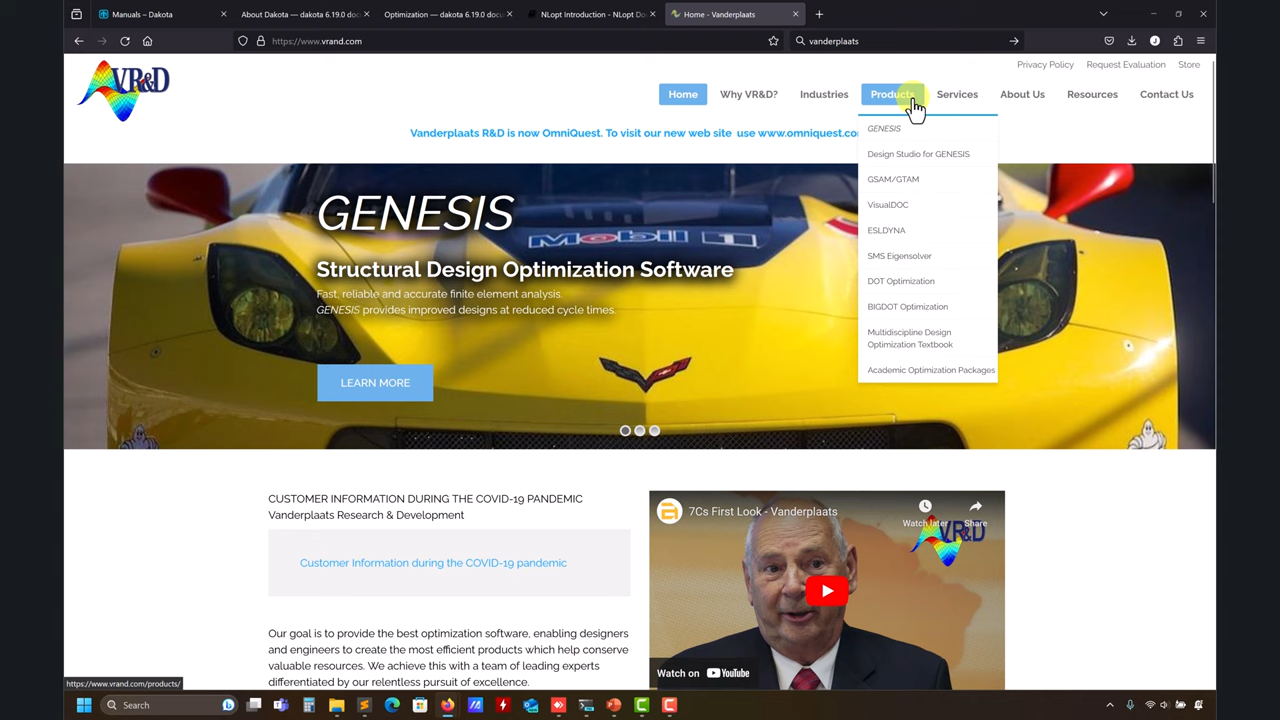 Manuals – Dakota
About Dakota — dakota 6.19.0 docu
Optimization — dakota 6.19.0 docu
NLopt Introduction - NLopt Do
Home - Vanderplaats
https://www.vrand.com
vanderplaats
Privacy Policy
Request Evaluation
Store
VR&D
Home
Why VR&D?
Industries
Products
Services
About Us
Resources
Contact Us
Vanderplaats R&D is now OmniQuest. To visit our new web site use www.omniquest.co
GENESIS
Design Studio for GENESIS
GSAM/GTAM
VisualDOC
ESLDYNA
SMS Eigensolver
DOT Optimization
BIGDOT Optimization
Multidiscipline Design
Optimization Textbook
Academic Optimization Packages
GENESIS
Mobil 1
Structural Design Optimization Software
Fast, reliable and accurate finite element analysis.
GENESIS provides improved designs at reduced cycle times.
LEARN MORE
CUSTOMER INFORMATION DURING THE COVID-19 PANDEMIC
Vanderplaats Research & Development
Customer Information during the COVID-19 pandemic
Our goal is to provide the best optimization software, enabling designers
and engineers to create the most efficient products which help conserve
valuable resources. We achieve this with a team of leading experts
differentiated by our relentless pursuit of excellence.
7Cs First Look - Vanderplaats
Watch later
Share
VR&D
Watch on YouTube
https://www.vrand.com/products/
Search